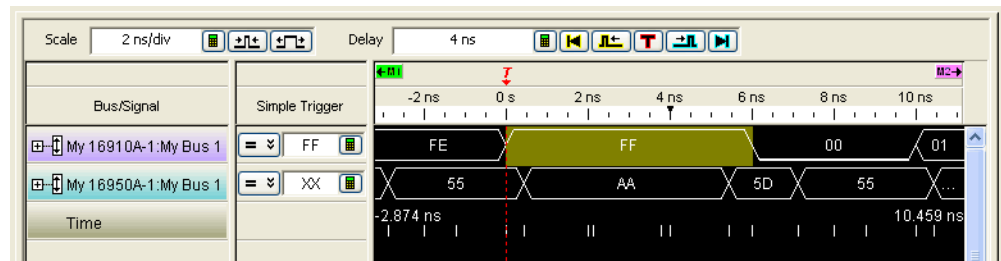 Scale 2 ns/div Delay 4 ns T
M1 T M2
Bus/Signal Simple Trigger -2 ns 0 s 2 ns 4 ns 6 ns 8 ns 10 ns
My 16910A-1:My Bus 1 = FF FE FF 00 01
My 16950A-1:My Bus 1 = XX 55 AA 5D 55 ...
Time -2.874 ns 10.459 ns